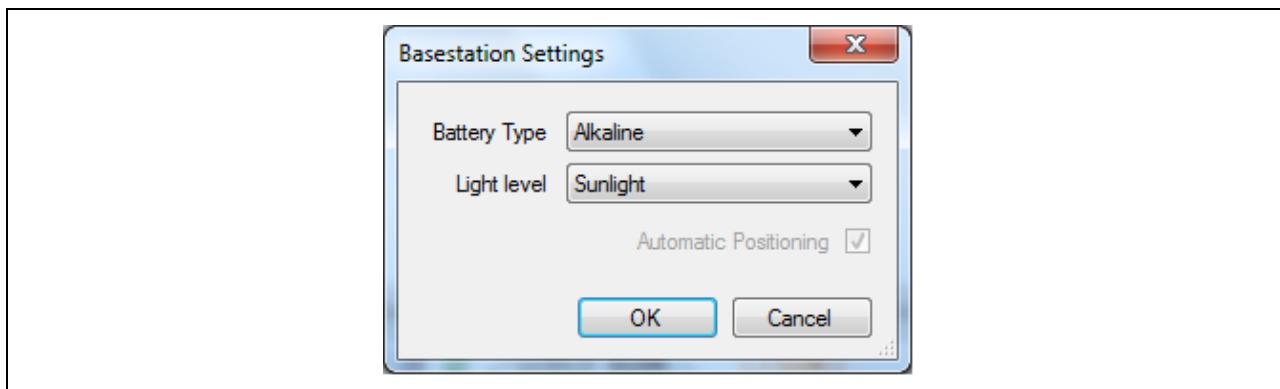 Basestation Settings
Battery Type Alkaline
Light level Sunlight
Automatic Positioning
OK Cancel